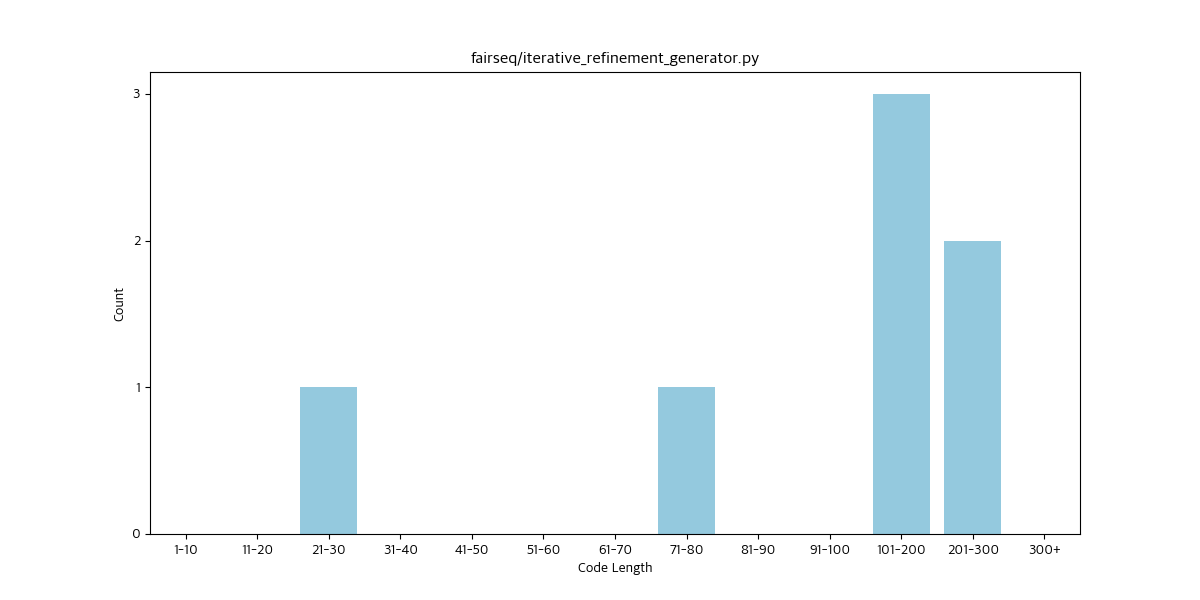 fairseq/iterative_refinement_generator.py
Count
3
2
1
0
1-10 11-20 21-30 31-40 41-50 51-60 61-70 71-80 81-90 91-100 101-200 201-300 300+
Code Length